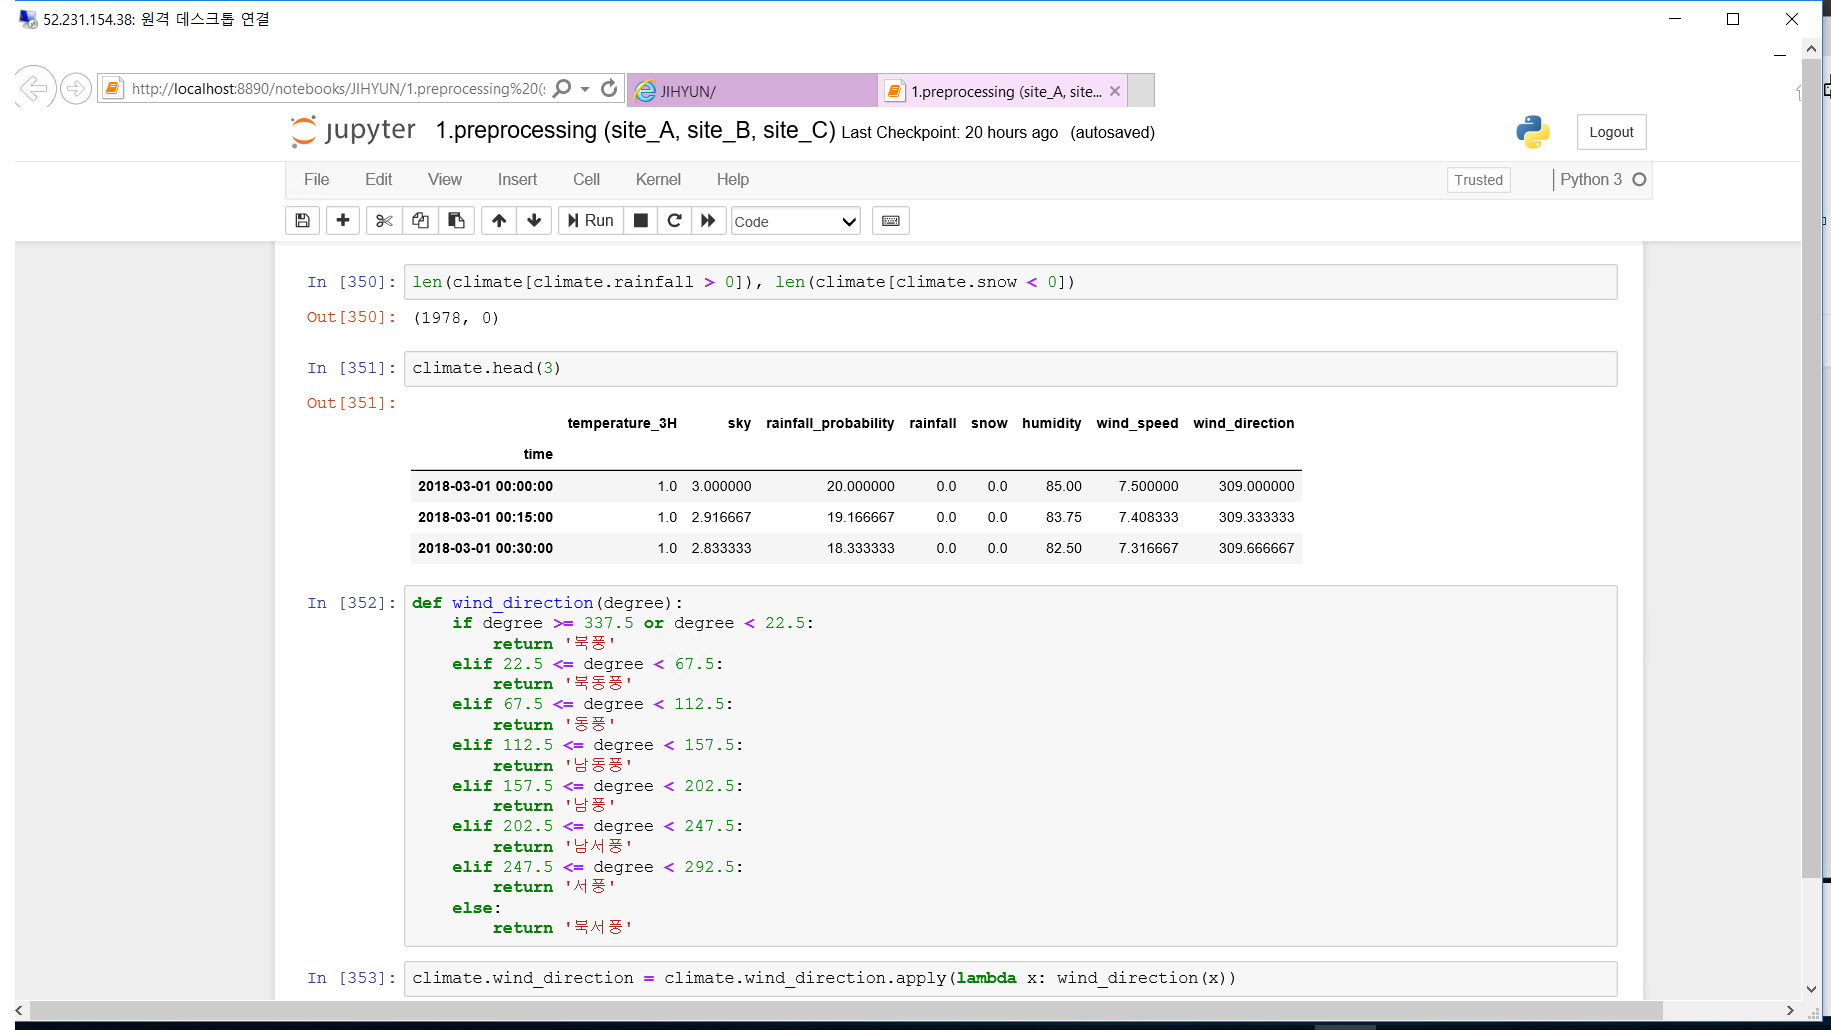 52.231.154.38: 원격 데스크톱 연결
http://localhost:8890/notebooks/JIHYUN/1.preprocessing%20(
JIHYUN/
1.preprocessing (site_A, site...
jupyter 1.preprocessing (site_A, site_B, site_C) Last Checkpoint: 20 hours ago (autosaved)
Logout
File Edit View Insert Cell Kernel Help
Trusted
Python 3
Run
Code
In [350]: len(climate[climate.rainfall > 0]), len(climate[climate.snow < 0])
Out[350]: (1978, 0)
In [351]: climate.head(3)
Out[351]:
temperature_3H sky rainfall_probability rainfall snow humidity wind_speed wind_direction
time
2018-03-01 00:00:00 1.0 3.000000 20.000000 0.0 0.0 85.00 7.500000 309.000000
2018-03-01 00:15:00 1.0 2.916667 19.166667 0.0 0.0 83.75 7.408333 309.333333
2018-03-01 00:30:00 1.0 2.833333 18.333333 0.0 0.0 82.50 7.316667 309.666667
In [352]: def wind_direction(degree):
    if degree >= 337.5 or degree < 22.5:
        return '북풍'
    elif 22.5 <= degree < 67.5:
        return '북동풍'
    elif 67.5 <= degree < 112.5:
        return '동풍'
    elif 112.5 <= degree < 157.5:
        return '남동풍'
    elif 157.5 <= degree < 202.5:
        return '남풍'
    elif 202.5 <= degree < 247.5:
        return '남서풍'
    elif 247.5 <= degree < 292.5:
        return '서풍'
    else:
        return '북서풍'
In [353]: climate.wind_direction = climate.wind_direction.apply(lambda x: wind_direction(x))